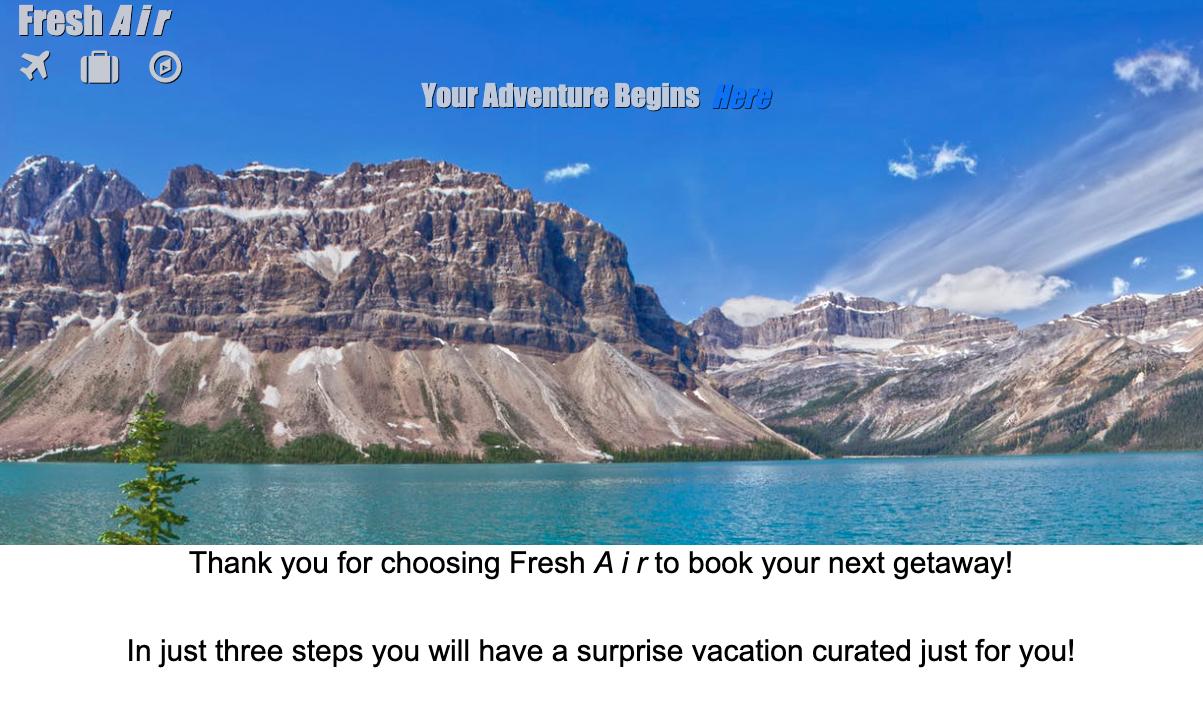 Fresh A i r
Your Adventure Begins Here
Thank you for choosing Fresh A i r to book your next getaway!
In just three steps you will have a surprise vacation curated just for you!